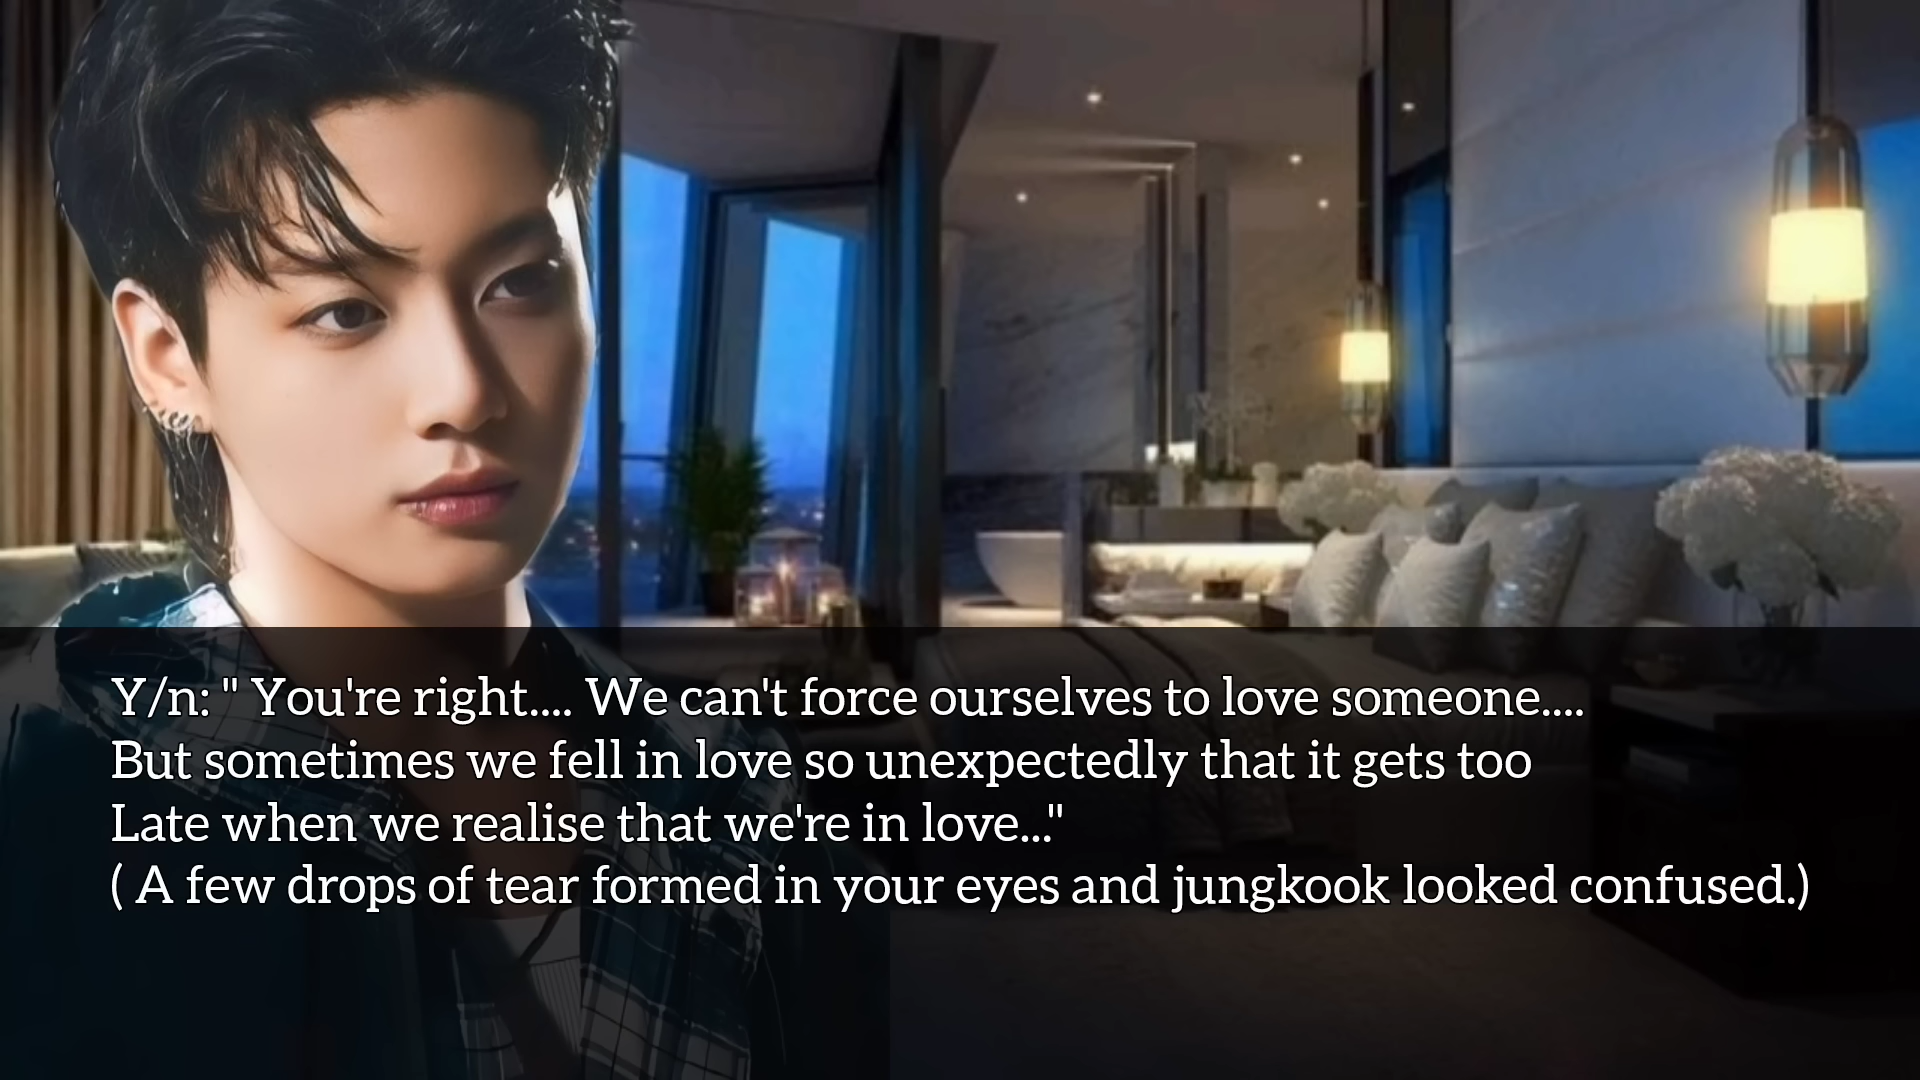 Y/n: " You're right.... We can't force ourselves to love someone....
But sometimes we fell in love so unexpectedly that it gets too
Late when we realise that we're in love..."
( A few drops of tear formed in your eyes and jungkook looked confused.)